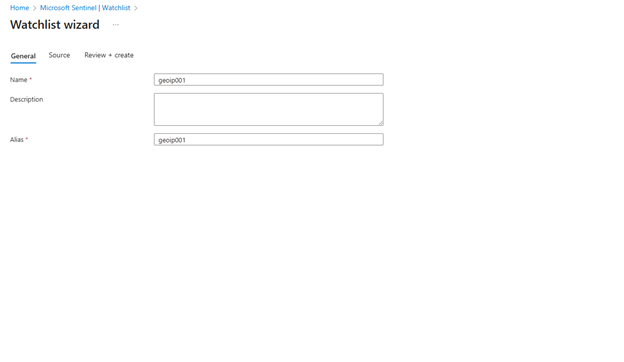 Home > Microsoft Sentinel | Watchlist >
Watchlist wizard ...
General Source Review + create
Name * geoip001
Description
Alias * geoip001